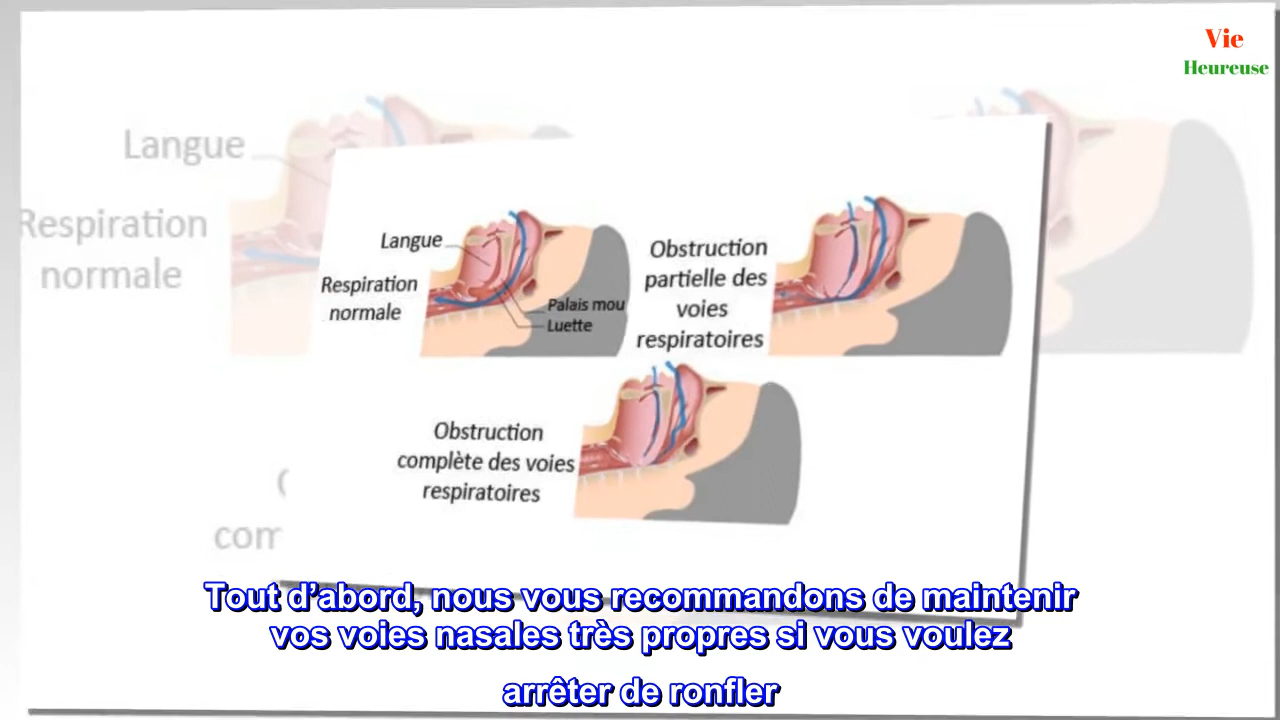 Vie
Heureuse
Langue
Respiration
normale
Langue
Respiration
normale
Palais mou
Luette
Obstruction
partielle des
voies
respiratoires
Obstruction
complète des voies
respiratoires
Tout d’abord, nous vous recommandons de maintenir
vos voies nasales très propres si vous voulez
arrêter de ronfler